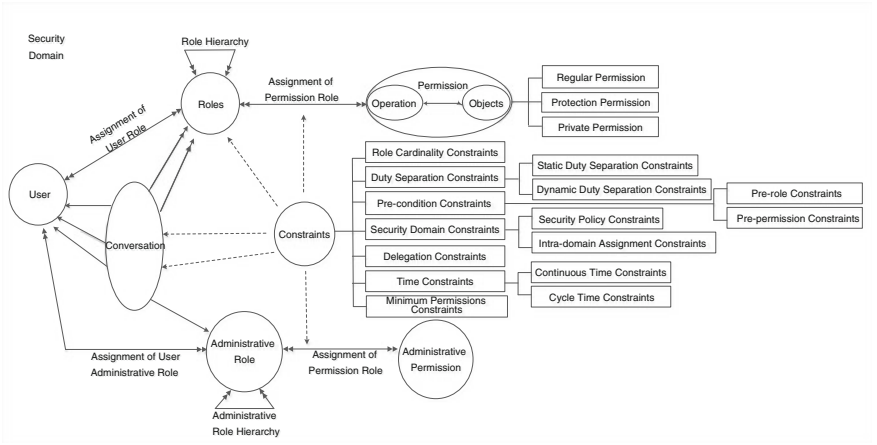 Security
Domain
Role Hierarchy
Roles
Assignment of
Permission Role
Permission
Operation
Objects
Regular Permission
Protection Permission
Private Permission
Assignment of
User Role
User
Conversation
Constraints
Role Cardinality Constraints
Duty Separation Constraints
Pre-condition Constraints
Security Domain Constraints
Delegation Constraints
Time Constraints
Minimum Permissions
Constraints
Static Duty Separation Constraints
Dynamic Duty Separation Constraints
Pre-role Constraints
Pre-permission Constraints
Security Policy Constraints
Intra-domain Assignment Constraints
Continuous Time Constraints
Cycle Time Constraints
Assignment of User
Administrative Role
Administrative
Role
Assignment of
Permission Role
Administrative
Permission
Administrative
Role Hierarchy